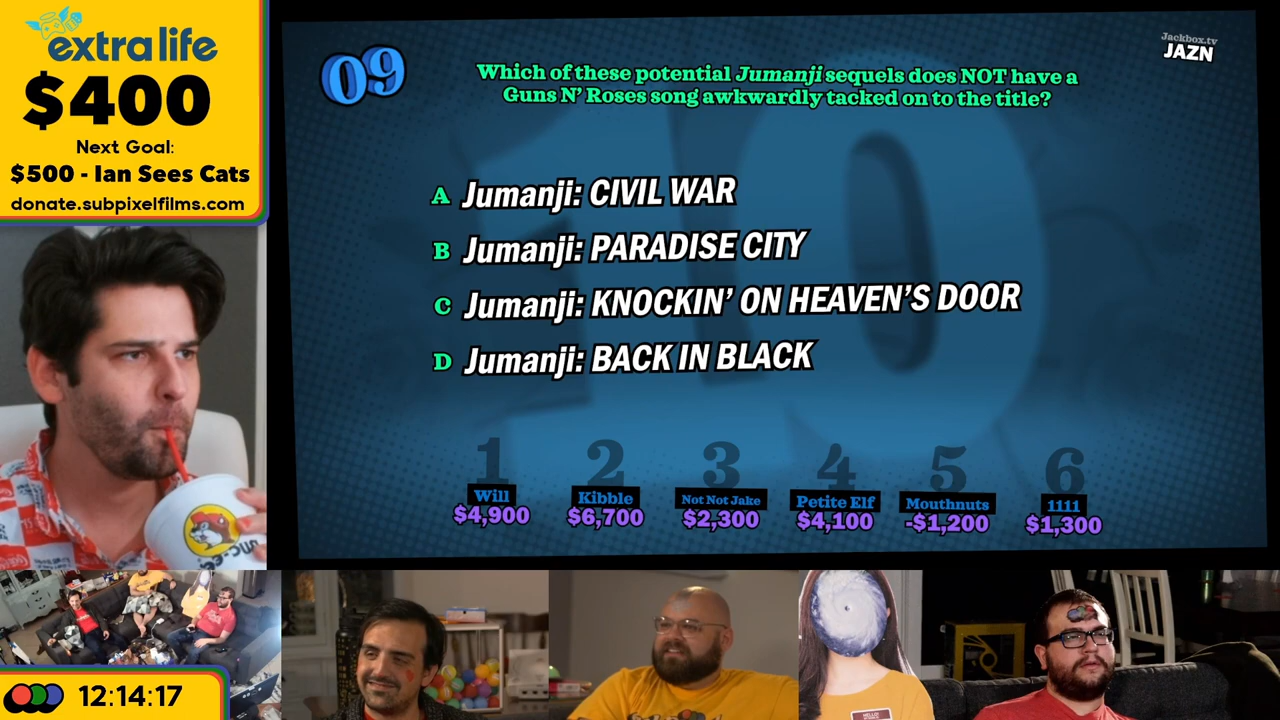 extralife
$400
Next Goal:
$500 - Ian Sees Cats
donate.subpixelfilms.com
09
Which of these potential Jumanji sequels does NOT have a
Guns N' Roses song awkwardly tacked on to the title?
Jackbox.tv
JAZN
A Jumanji: CIVIL WAR
B Jumanji: PARADISE CITY
C Jumanji: KNOCKIN' ON HEAVEN'S DOOR
D Jumanji: BACK IN BLACK
10
1 2 3 4 5 6
Will Kibble Not Not Jake Petite Elf Mouthnuts 1111
$4,900 $6,700 $2,300 $4,100 -$1,200 $1,300
12:14:17
HELLO